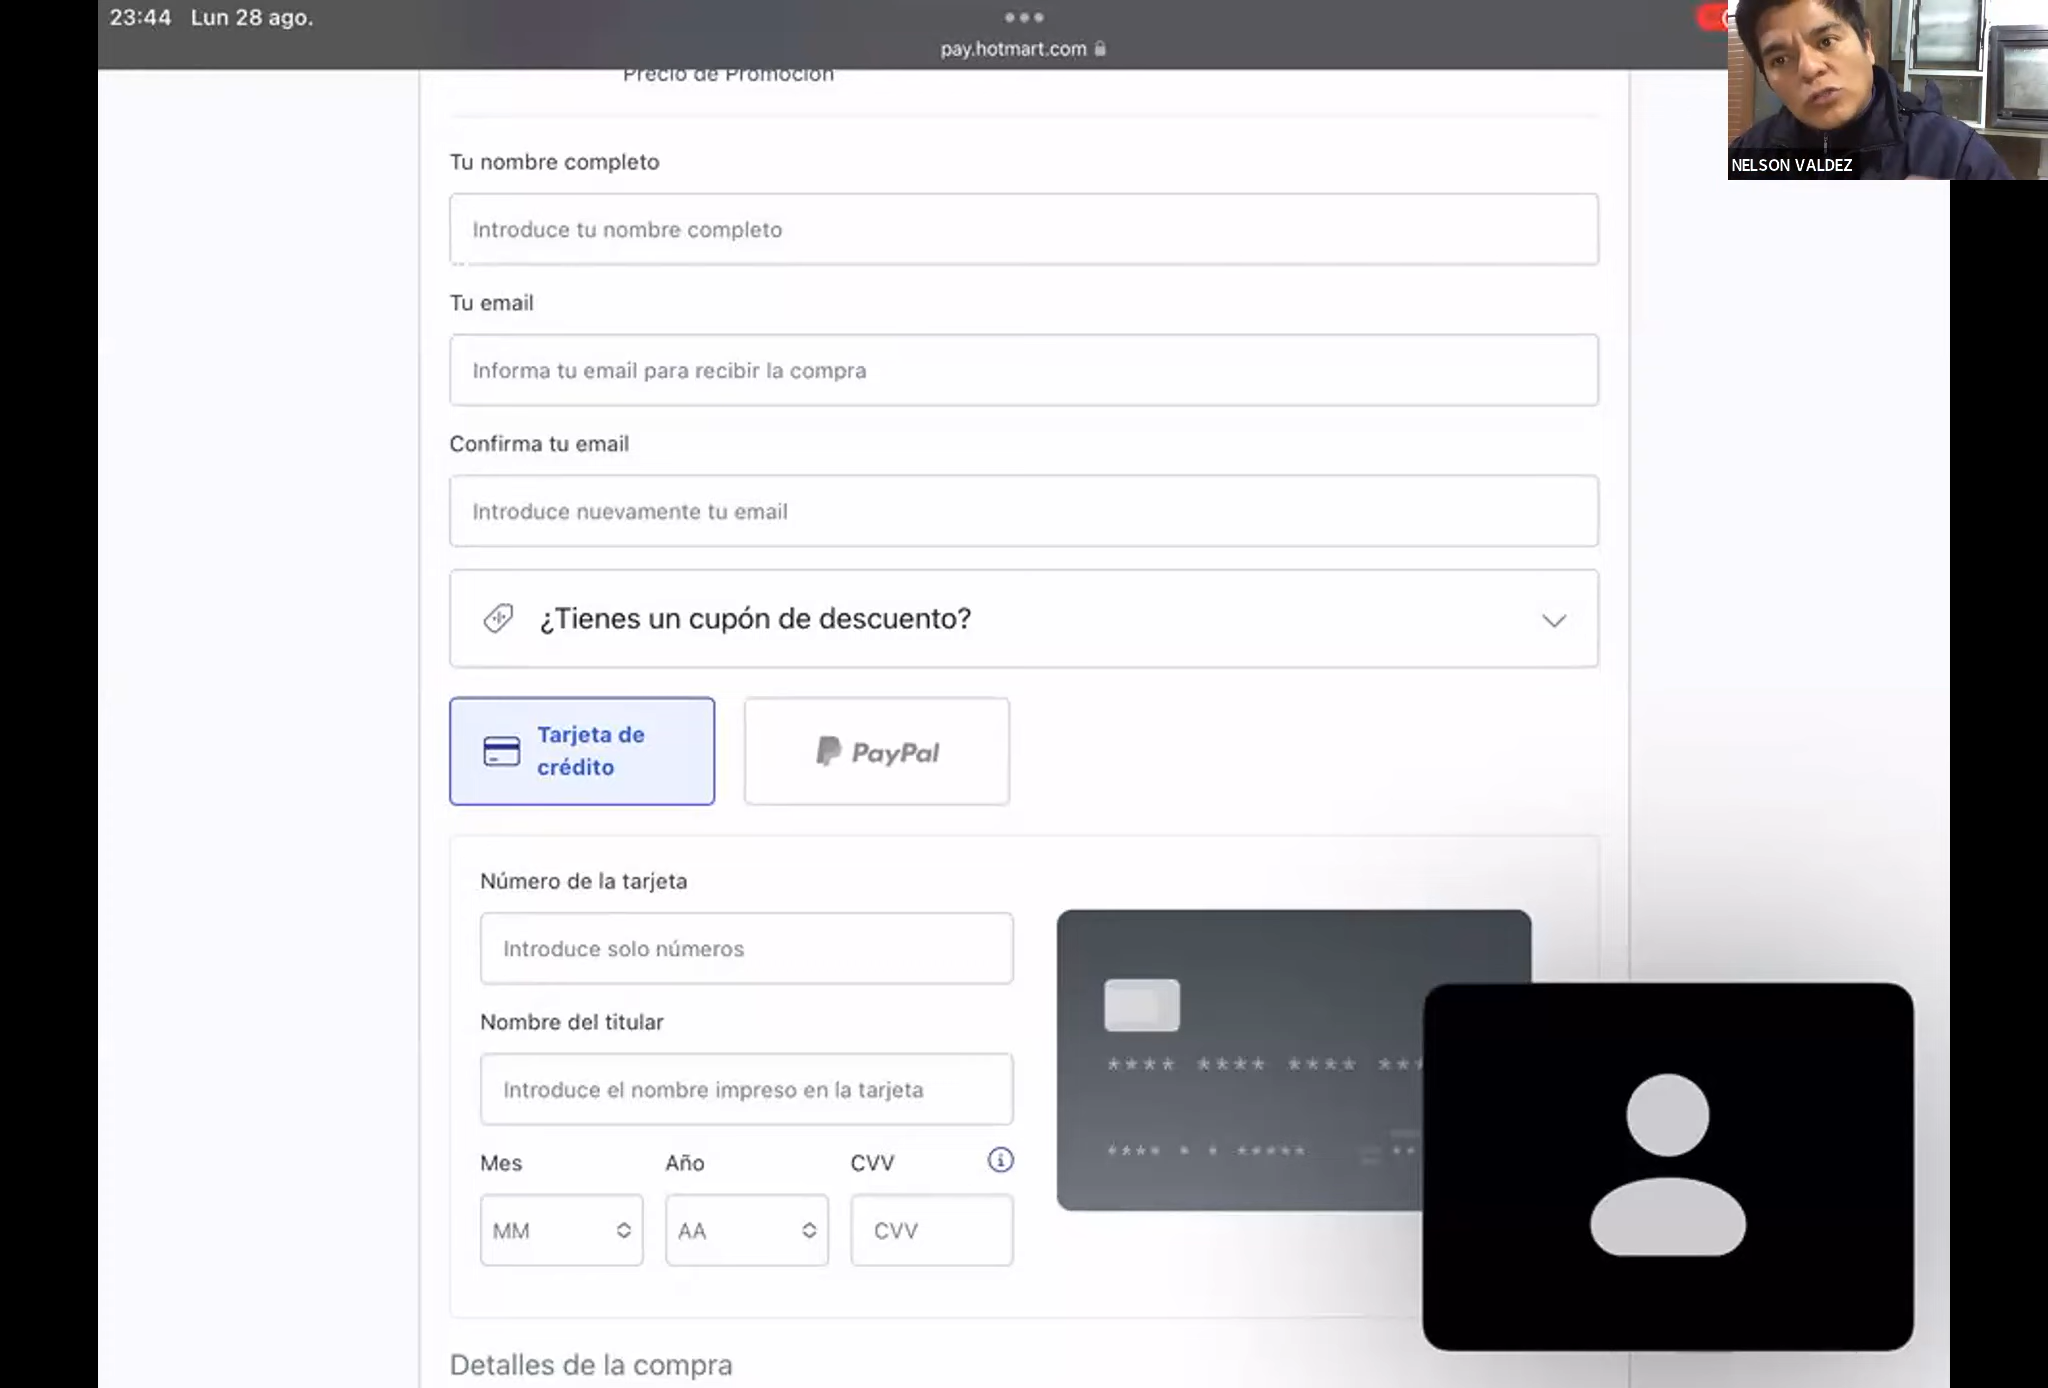 23:44 Lun 28 ago.
pay.hotmart.com
NELSON VALDEZ
Precio de Promoción
Tu nombre completo
Introduce tu nombre completo
Tu email
Informa tu email para recibir la compra
Confirma tu email
Introduce nuevamente tu email
¿Tienes un cupón de descuento?
Tarjeta de
crédito
PayPal
Número de la tarjeta
Introduce solo números
Nombre del titular
Introduce el nombre impreso en la tarjeta
Mes Año CVV
MM AA CVV
**** **** **** ***
**** * * *****
**
Detalles de la compra